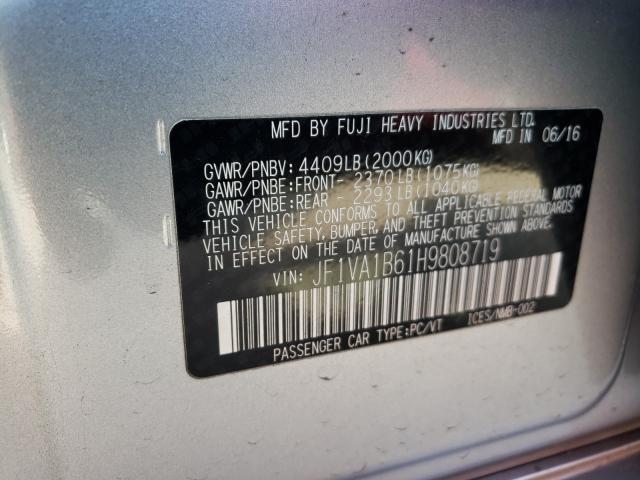 MFD BY FUJI HEAVY INDUSTRIES LTD.
MFD IN 06/16
GVWR/PNBV: 4409LB(2000KG)
GAWR/PNBE:FRONT- 2370LB(1075KG)
GAWR/PNBE:REAR - 2293LB(1040KG)
THIS VEHICLE CONFORMS TO ALL APPLICABLE FEDERAL MOTOR
VEHICLE SAFETY, BUMPER, AND THEFT PREVENTION STANDARDS
IN EFFECT ON THE DATE OF MANUFACTURE SHOWN ABOVE.
VIN: JF1VA1B61H9808719
PASSENGER CAR TYPE:PC/VT ICES/NMB-002